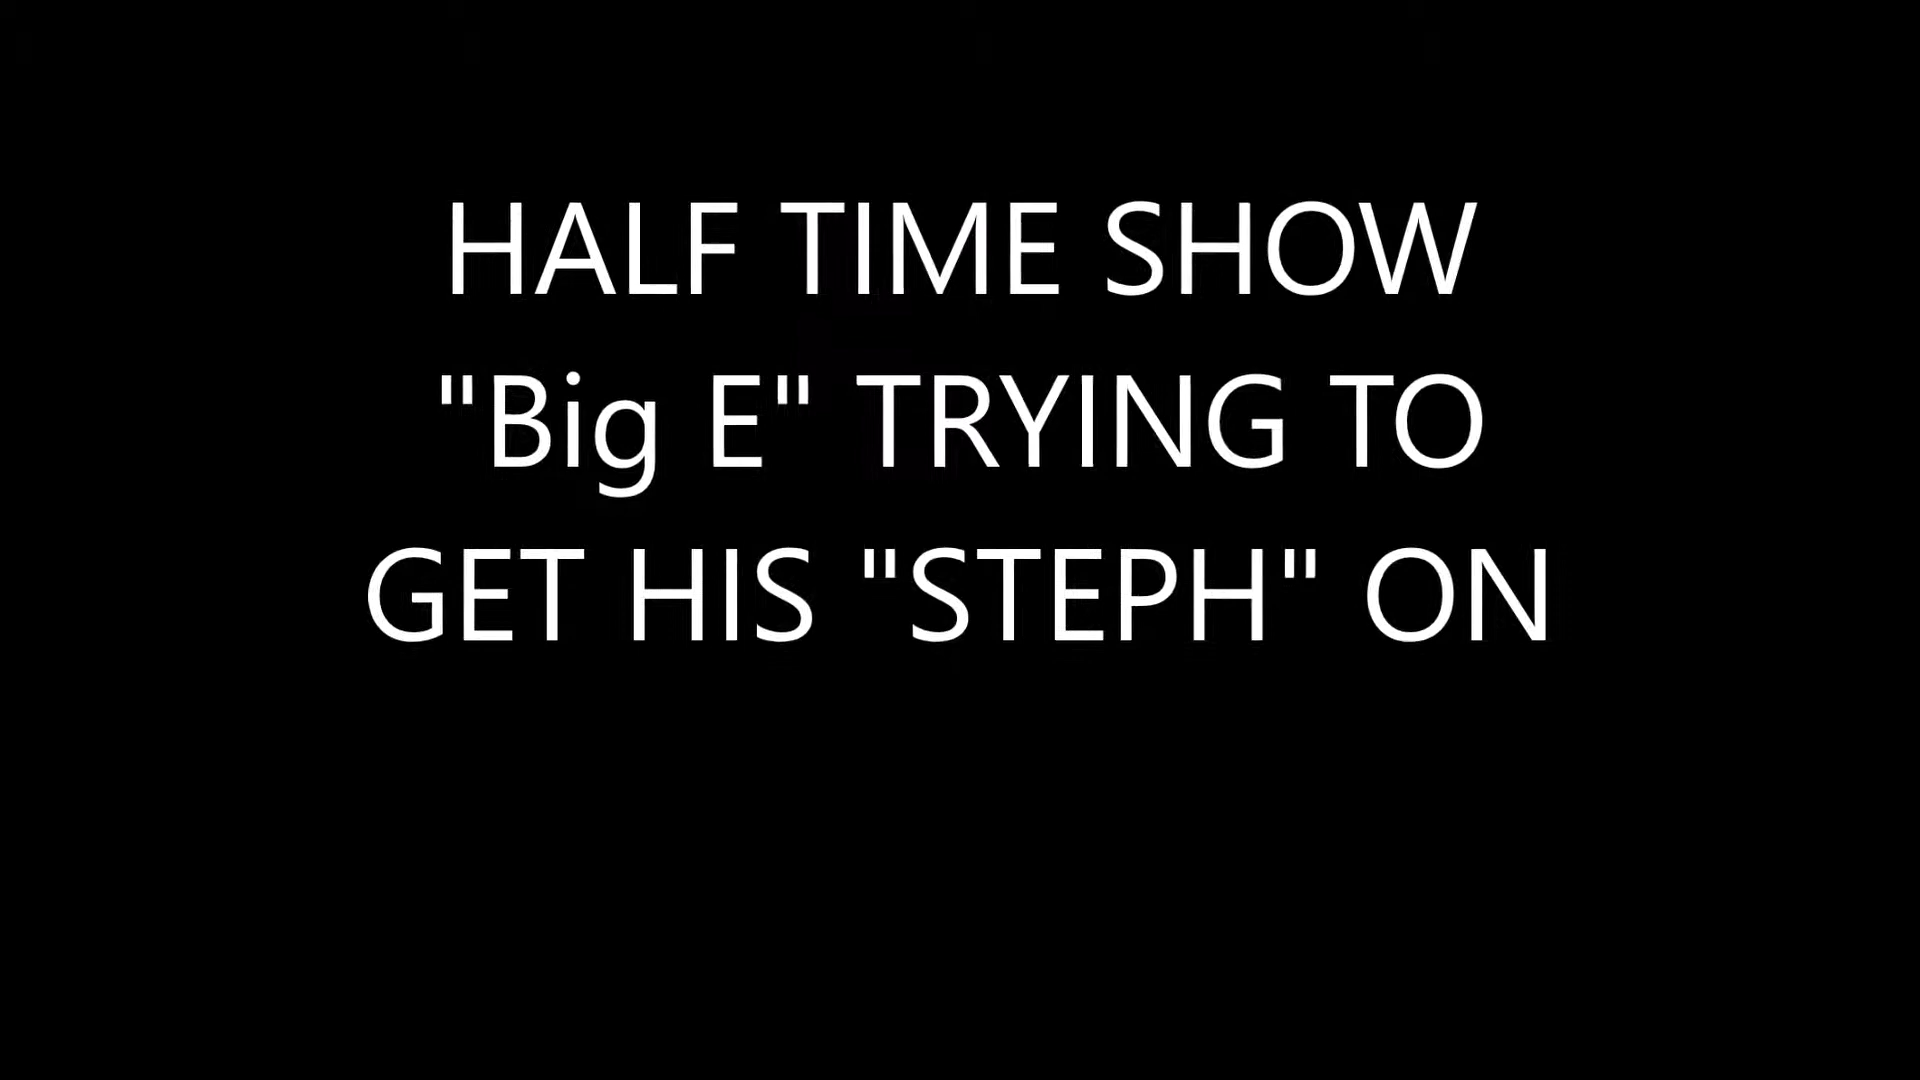 HALF TIME SHOW
"Big E" TRYING TO
GET HIS "STEPH" ON